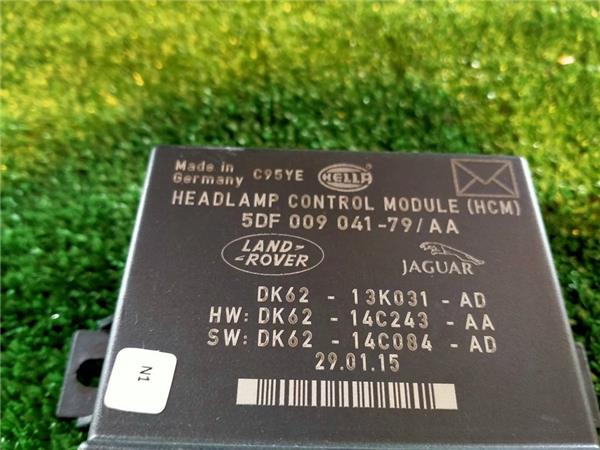 Made in
Germany C95YE HELLA
HEADLAMP CONTROL MODULE (HCM)
5DF 009 041-79/AA
LAND-
-ROVER
JAGUAR
DK62 - 13K031 - AD
HW: DK62 - 14C243 - AA
SW: DK62 - 14C084 - AD
29.01.15
N1